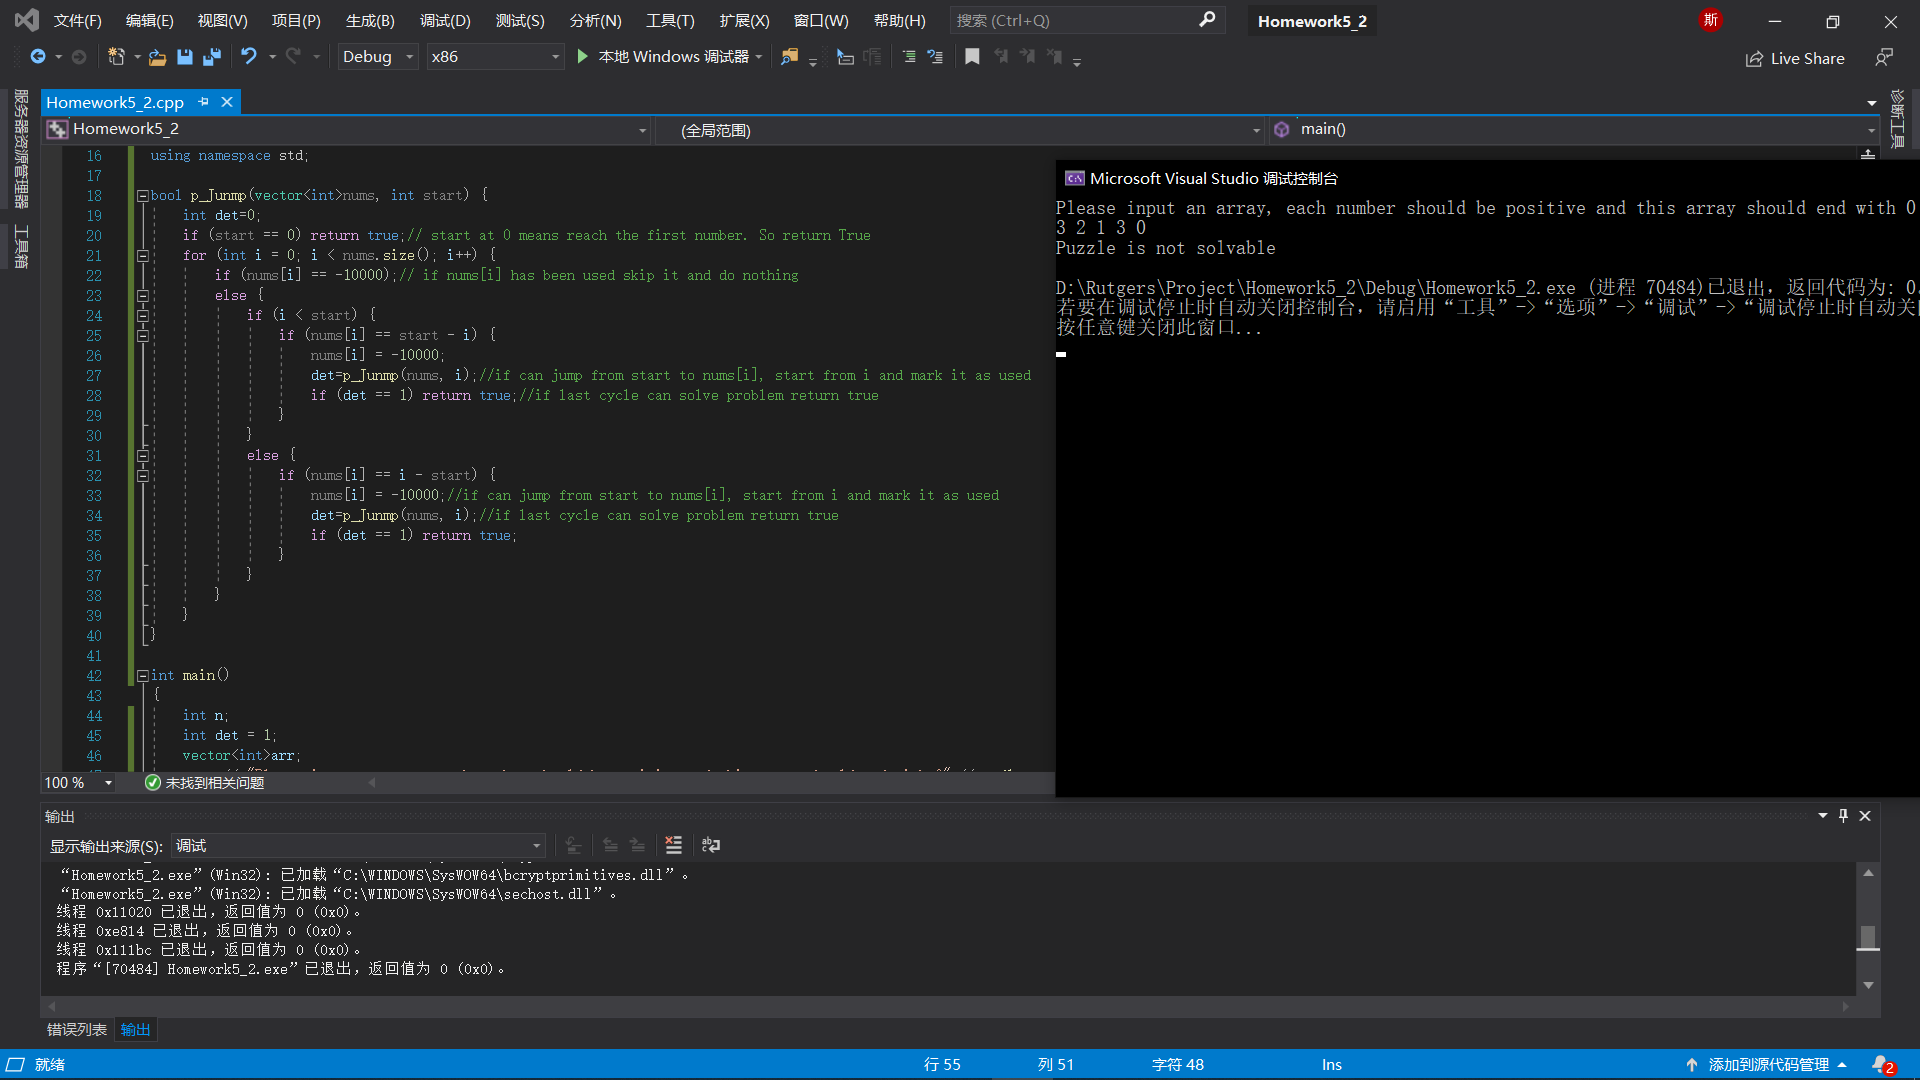 文件(F) 编辑(E) 视图(V) 项目(P) 生成(B) 调试(D) 测试(S) 分析(N) 工具(T) 扩展(X) 窗口(W) 帮助(H) 搜索 (Ctrl+Q) Homework5_2 斯
Debug x86 本地 Windows 调试器 Live Share
服务器资源管理器
工具箱
诊断工具
Homework5_2.cpp
Homework5_2 (全局范围) main()
16 using namespace std;
17
18 bool p_Junmp(vector<int>nums, int start) {
19 int det=0;
20 if (start == 0) return true;// start at 0 means reach the first number. So return True
21 for (int i = 0; i < nums.size(); i++) {
22 if (nums[i] == -10000);// if nums[i] has been used skip it and do nothing
23 else {
24 if (i < start) {
25 if (nums[i] == start - i) {
26 nums[i] = -10000;
27 det=p_Junmp(nums, i);//if can jump from start to nums[i], start from i and mark it as used
28 if (det == 1) return true;//if last cycle can solve problem return true
29 }
30 }
31 else {
32 if (nums[i] == i - start) {
33 nums[i] = -10000;//if can jump from start to nums[i], start from i and mark it as used
34 det=p_Junmp(nums, i);//if last cycle can solve problem return true
35 if (det == 1) return true;
36 }
37 }
38 }
39 }
40 }
41
42 int main()
43 {
44 int n;
45 int det = 1;
46 vector<int>arr;
Microsoft Visual Studio 调试控制台
Please input an array, each number should be positive and this array should end with 0
3 2 1 3 0
Puzzle is not solvable
D:\Rutgers\Project\Homework5_2\Debug\Homework5_2.exe (进程 70484)已退出，返回代码为: 0.
若要在调试停止时自动关闭控制台，请启用“工具”->“选项”->“调试”->“调试停止时自动关
按任意键关闭此窗口...
100 % 未找到相关问题
输出
显示输出来源(S): 调试
“Homework5_2.exe”(Win32): 已加载“C:\WINDOWS\SysWOW64\bcryptprimitives.dll”。
“Homework5_2.exe”(Win32): 已加载“C:\WINDOWS\SysWOW64\sechost.dll”。
线程 0x11020 已退出，返回值为 0 (0x0)。
线程 0xe814 已退出，返回值为 0 (0x0)。
线程 0x111bc 已退出，返回值为 0 (0x0)。
程序“[70484] Homework5_2.exe”已退出，返回值为 0 (0x0)。
错误列表 输出
就绪 行 55 列 51 字符 48 Ins 添加到源代码管理 2